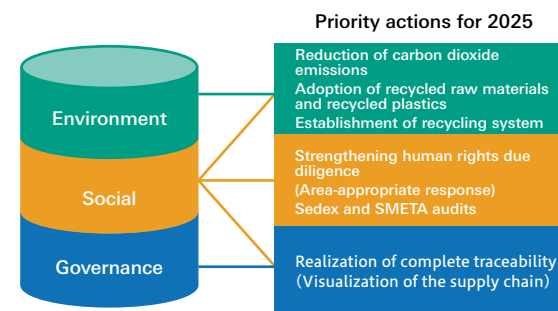 Priority actions for 2025
Environment
Social
Governance
Reduction of carbon dioxide
emissions
Adoption of recycled raw materials
and recycled plastics
Establishment of recycling system
Strengthening human rights due
diligence
(Area-appropriate response)
Sedex and SMETA audits
Realization of complete traceability
(Visualization of the supply chain)